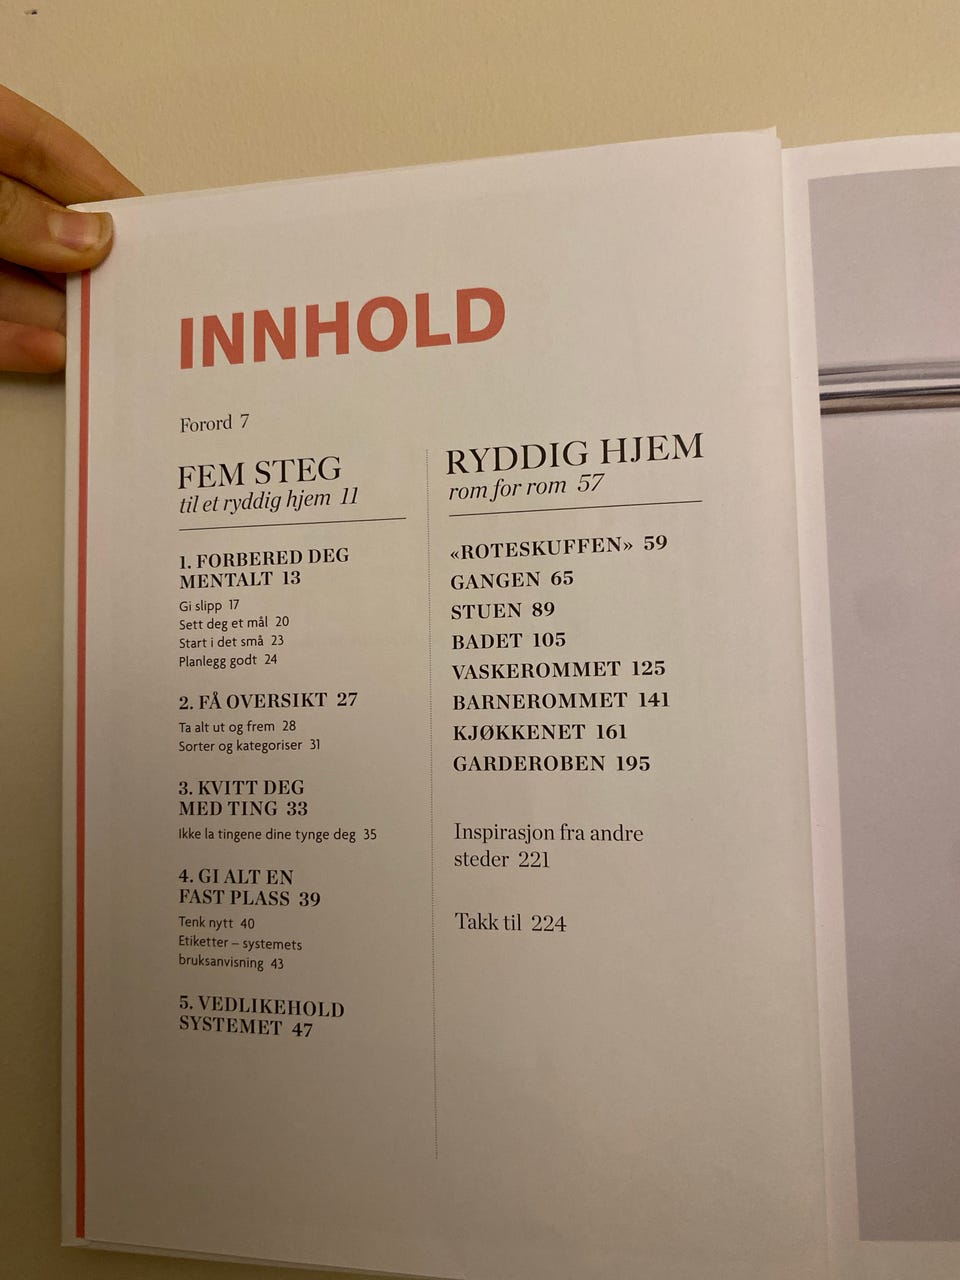 INNHOLD
Forord 7
FEM STEG
til et ryddig hjem 11
1. FORBERED DEG
MENTALT 13
Gi slipp 17
Sett deg et mål 20
Start i det små 23
Planlegg godt 24
2. FÅ OVERSIKT 27
Ta alt ut og frem 28
Sorter og kategoriser 31
3. KVITT DEG
MED TING 33
Ikke la tingene dine tynge deg 35
4. GI ALT EN
FAST PLASS 39
Tenk nytt 40
Etiketter – systemets
bruksanvisning 43
5. VEDLIKEHOLD
SYSTEMET 47
RYDDIG HJEM
rom for rom 57
«ROTESKUFFEN» 59
GANGEN 65
STUEN 89
BADET 105
VASKEROMMET 125
BARNEROMMET 141
KJØKKENET 161
GARDEROBEN 195
Inspirasjon fra andre
steder 221
Takk til 224